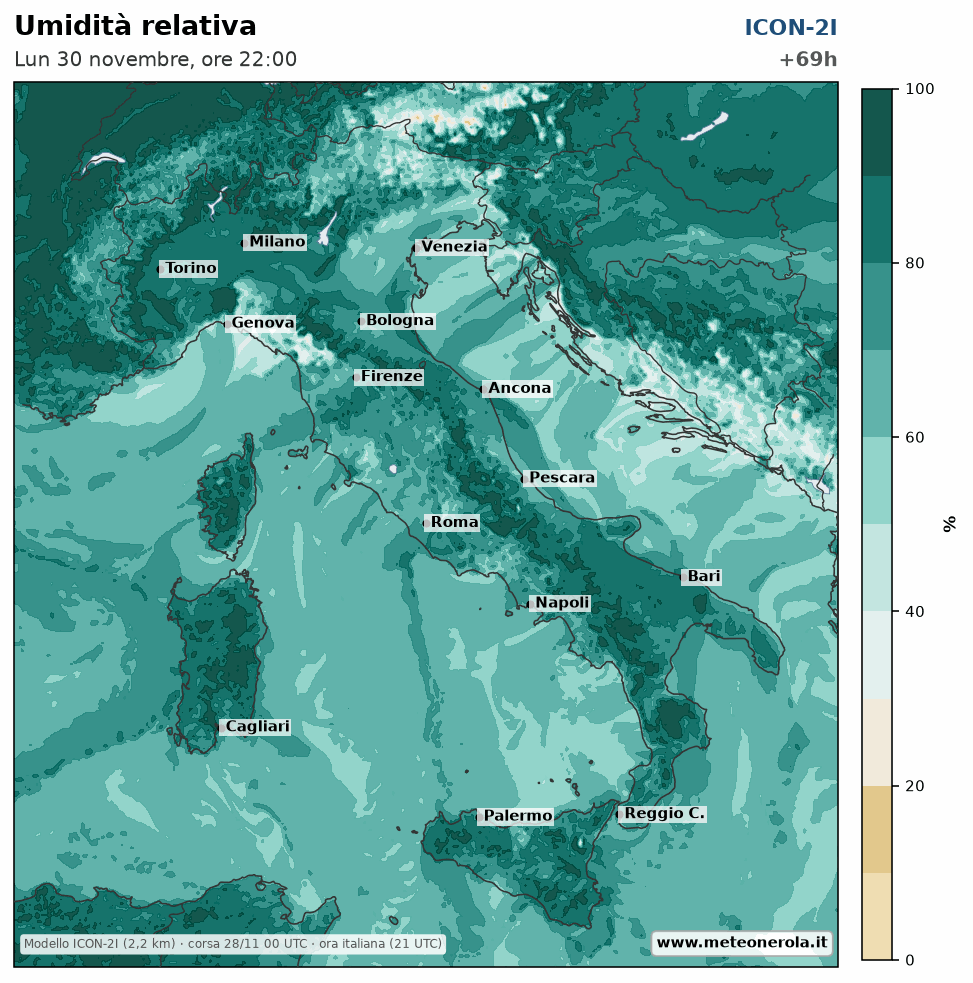 Umidità relativa
ICON-2I
Lun 30 novembre, ore 22:00
+69h
100
80
60
40
20
0
%
Milano
Venezia
Torino
Genova
Bologna
Firenze
Ancona
Pescara
Roma
Bari
Napoli
Cagliari
Palermo
Reggio C.
Modello ICON-2I (2,2 km) · corsa 28/11 00 UTC · ora italiana (21 UTC)
www.meteonerola.it